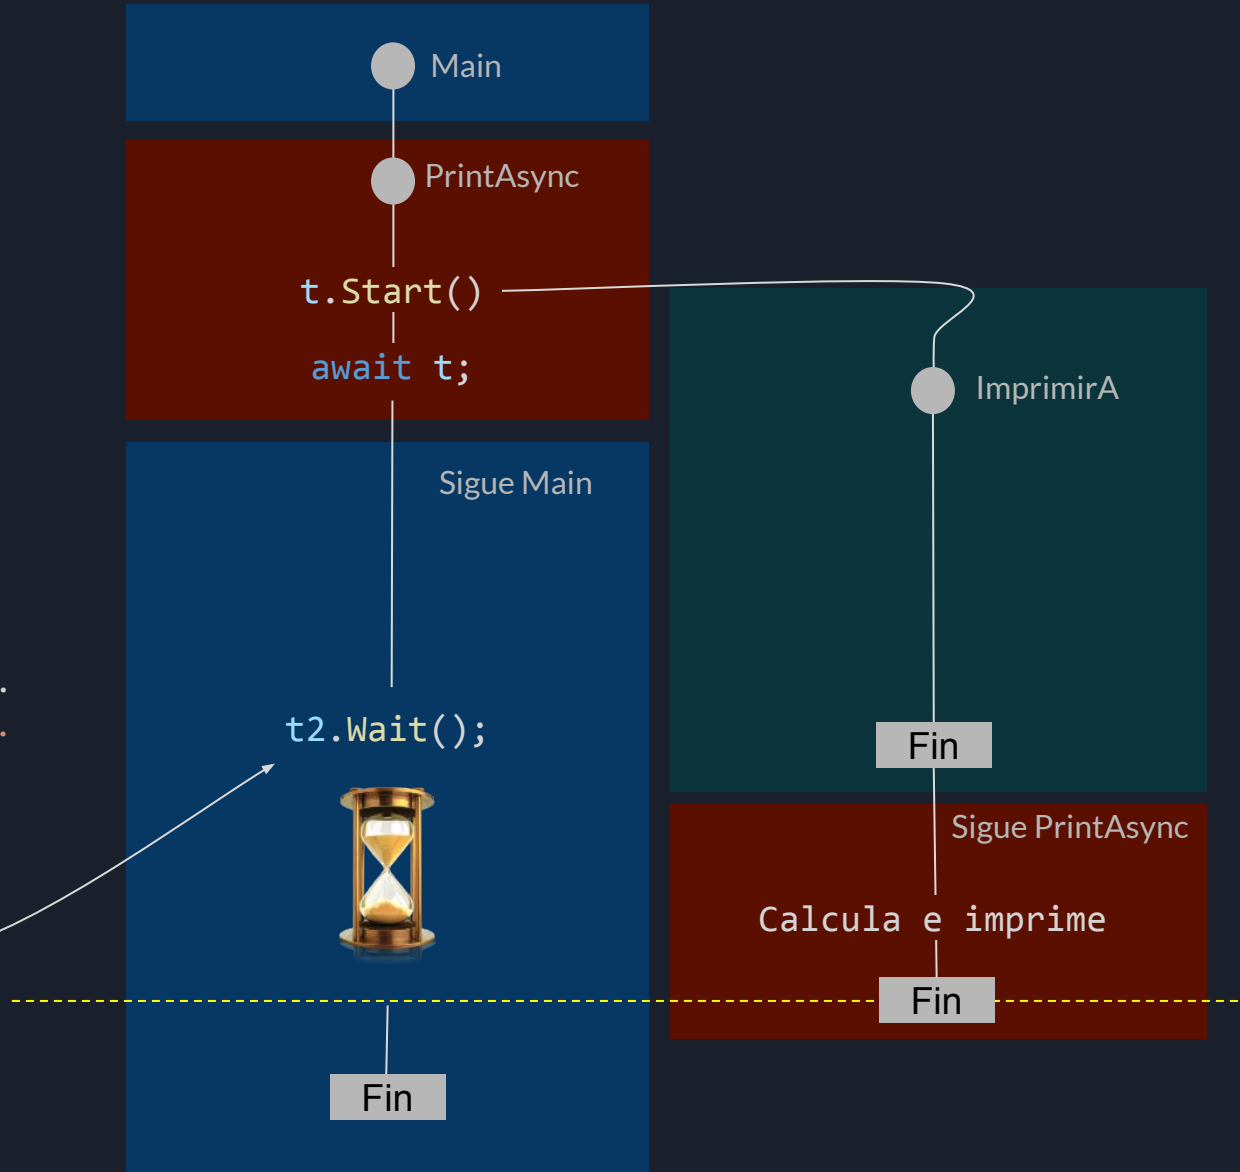 Main
PrintAsync
t.Start()
await t;
ImprimirA
Sigue Main
t2.Wait();
Fin
Sigue PrintAsync
Calcula e imprime
Fin
Fin